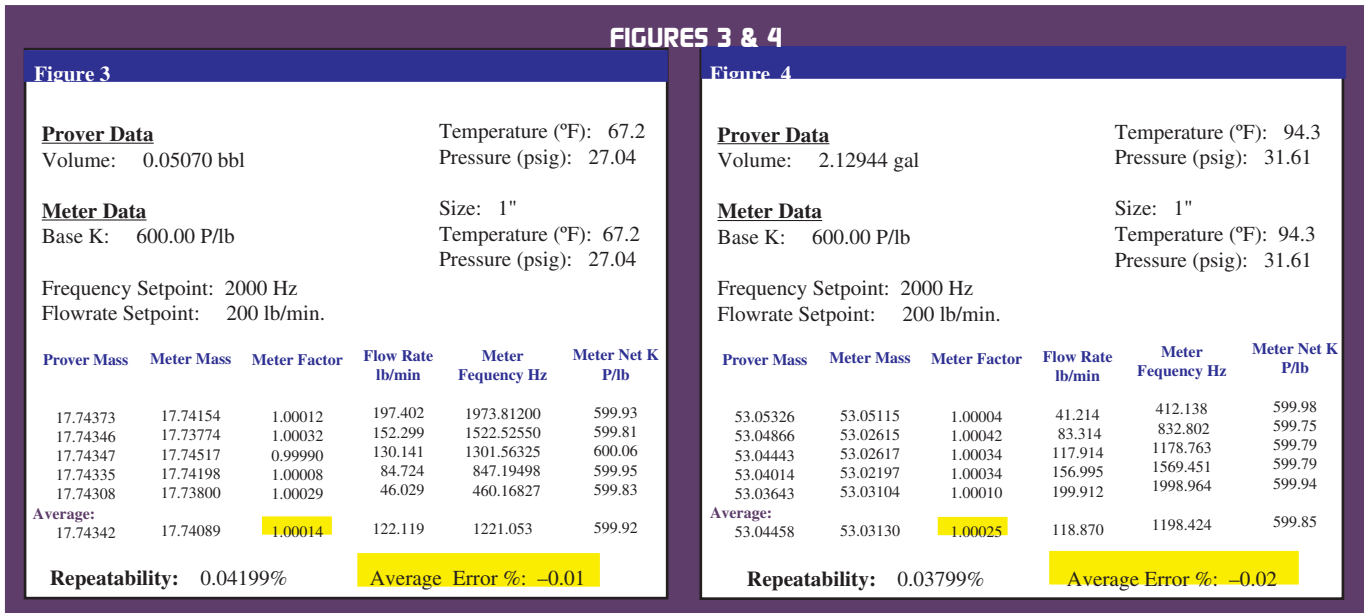 FIGURES 3 & 4
Figure 3
Prover Data
Temperature (ºF): 67.2
Volume: 0.05070 bbl
Pressure (psig): 27.04
Meter Data
Size: 1"
Base K: 600.00 P/lb
Temperature (ºF): 67.2
Pressure (psig): 27.04
Frequency Setpoint: 2000 Hz
Flowrate Setpoint: 200 lb/min.
Prover Mass Meter Mass Meter Factor Flow Rate lb/min Meter Fequency Hz Meter Net K P/lb
17.74373 17.74154 1.00012 197.402 1973.81200 599.93
17.74346 17.73774 1.00032 152.299 1522.52550 599.81
17.74347 17.74517 0.99990 130.141 1301.56325 600.06
17.74335 17.74198 1.00008 84.724 847.19498 599.95
17.74308 17.73800 1.00029 46.029 460.16827 599.83
Average:
17.74342 17.74089 1.00014 122.119 1221.053 599.92
Repeatability: 0.04199% Average Error %: –0.01
Figure 4
Prover Data
Temperature (ºF): 94.3
Volume: 2.12944 gal
Pressure (psig): 31.61
Meter Data
Size: 1"
Base K: 600.00 P/lb
Temperature (ºF): 94.3
Pressure (psig): 31.61
Frequency Setpoint: 2000 Hz
Flowrate Setpoint: 200 lb/min.
Prover Mass Meter Mass Meter Factor Flow Rate lb/min Meter Fequency Hz Meter Net K P/lb
53.05326 53.05115 1.00004 41.214 412.138 599.98
53.04866 53.02615 1.00042 83.314 832.802 599.75
53.04443 53.02617 1.00034 117.914 1178.763 599.79
53.04014 53.02197 1.00034 156.995 1569.451 599.79
53.03643 53.03104 1.00010 199.912 1998.964 599.94
Average:
53.04458 53.03130 1.00025 118.870 1198.424 599.85
Repeatability: 0.03799% Average Error %: –0.02